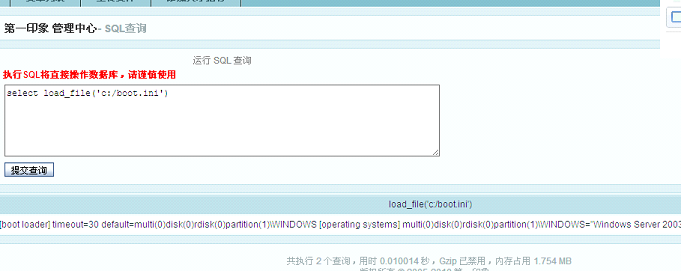 第一印象 管理中心- SQL查询
运行 SQL 查询
执行SQL将直接操作数据库，请谨慎使用
select load_file('c:/boot.ini')
提交查询
load_file('c:/boot.ini')
[boot loader] timeout=30 default=multi(0)disk(0)rdisk(0)partition(1)\WINDOWS [operating systems] multi(0)disk(0)rdisk(0)partition(1)\WINDOWS="Windows Server 2003
共执行 2 个查询，用时 0.010014 秒，Gzip 已禁用，内存占用 1.754 MB